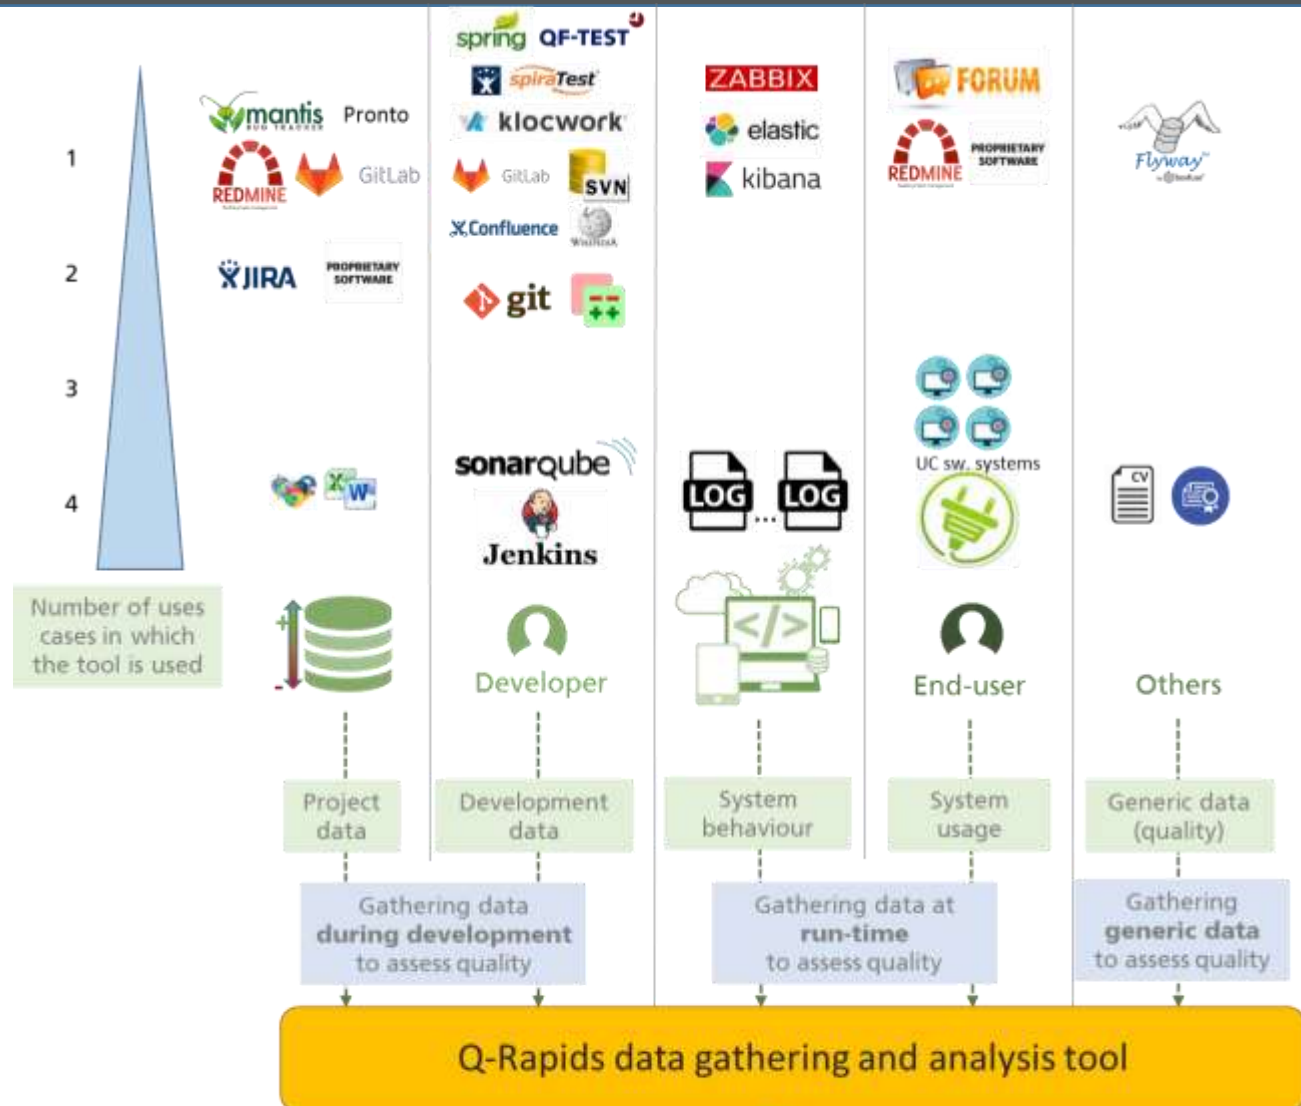 spring QF-TEST
spiraTest
ZABBIX
FORUM
mantis
BUG TRACKER
Pronto
klocwork
elastic
1
REDMINE
GitLab
GitLab
SVN
kibana
REDMINE
PROPRIETARY
SOFTWARE
Flyway
Confluence
WIKIPEDIA
2
JIRA
PROPRIETARY
SOFTWARE
git
3
sonarqube
UC sw. systems
4
X
W
LOG
...
LOG
CV
Jenkins
Number of uses
cases in which
the tool is used
+
-
</>
Developer
End-user
Others
Project
data
Development
data
System
behaviour
System
usage
Generic data
(quality)
Gathering data
during development
to assess quality
Gathering data at
run-time
to assess quality
Gathering
generic data
to assess quality
Q-Rapids data gathering and analysis tool